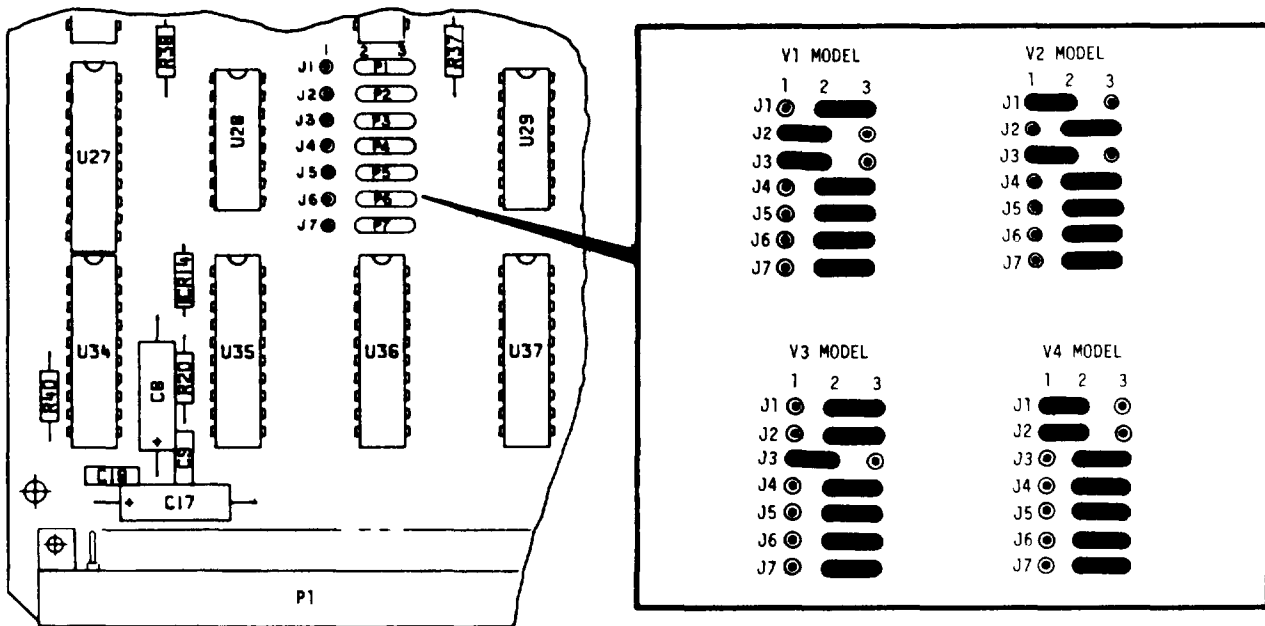 R38
1
2 3
R37
J1 P1
J2 P2
J3 P3
J4 P4
J5 P5
J6 P6
J7 P7
U27
U28
U29
CR14
U34
U35
U36
U37
R40
C8
+
R20
C9
C18
+ C17
P1
V1 MODEL
1 2 3
J1
J2
J3
J4
J5
J6
J7
V2 MODEL
1 2 3
J1
J2
J3
J4
J5
J6
J7
V3 MODEL
1 2 3
J1
J2
J3
J4
J5
J6
J7
V4 MODEL
1 2 3
J1
J2
J3
J4
J5
J6
J7